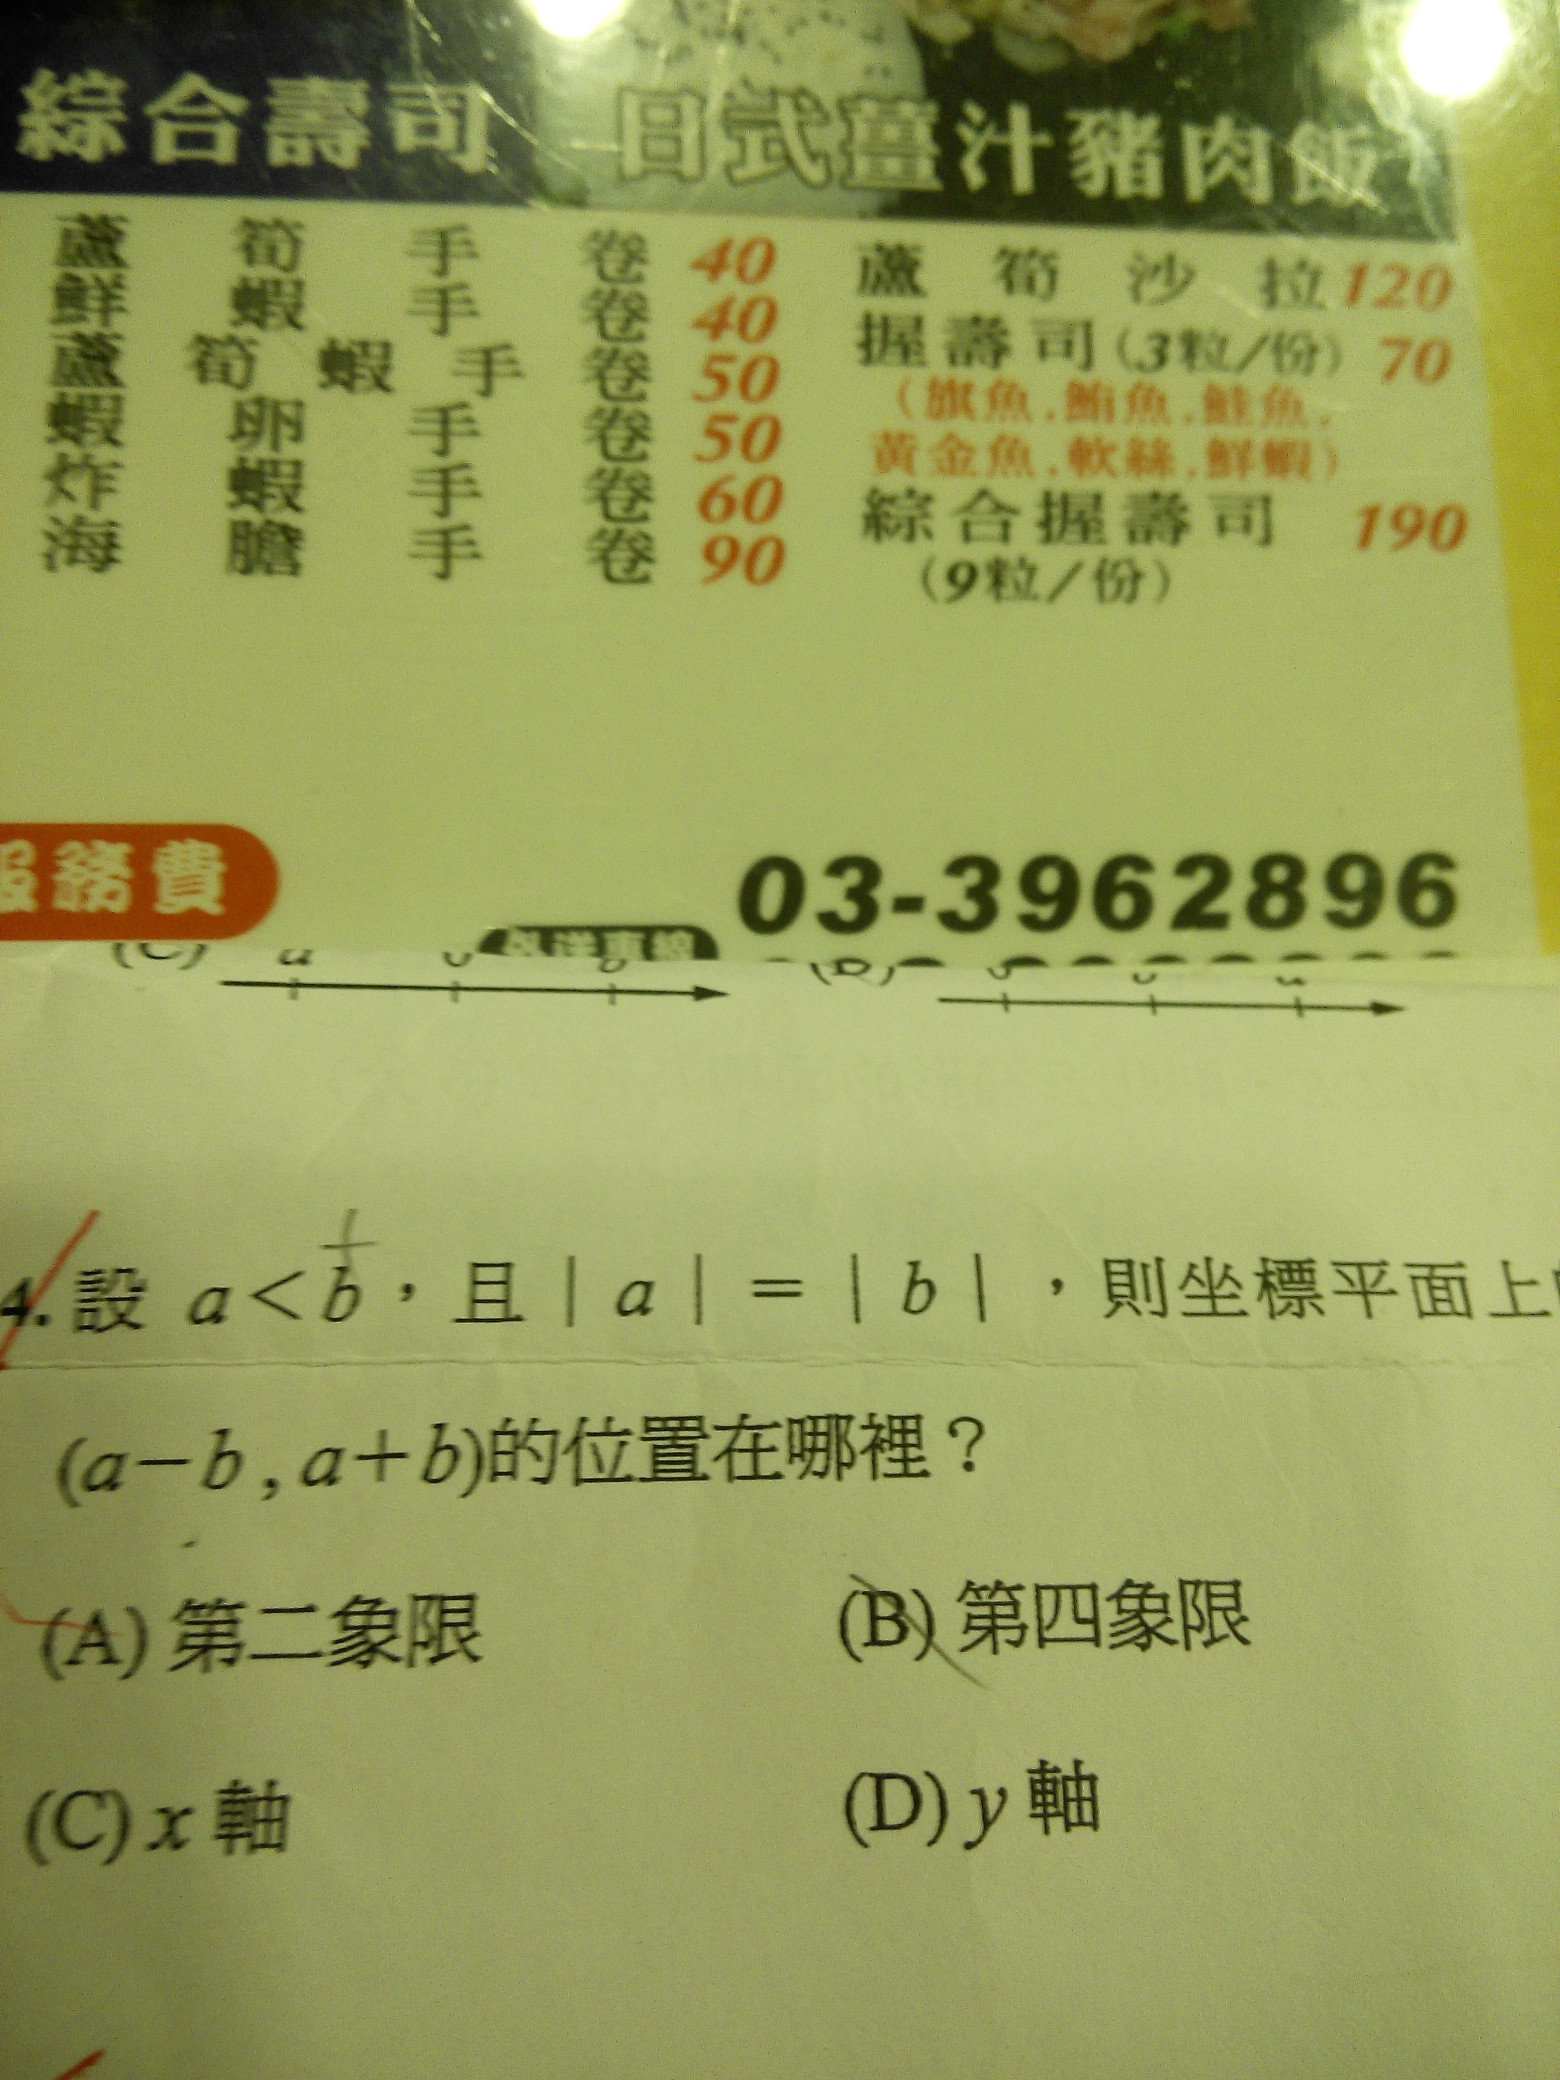 綜合壽司 日式薑汁豬肉飯
蘆筍手卷 40
鮮蝦手卷 40
蘆筍蝦手卷 50
蝦卵手卷 50
炸蝦手卷 60
海膽手卷 90
蘆筍沙拉 120
握壽司(3粒/份) 70
(旗魚.鮪魚.鮭魚.
黃金魚.軟絲.鮮蝦)
綜合握壽司 190
(9粒/份)
服務費
03-3962896
外送專線
(C)
4. 設 a<b,且|a|=|b|,則坐標平面上
(a-b,a+b)的位置在哪裡?
(A) 第二象限 (B) 第四象限
(C) x 軸 (D) y 軸